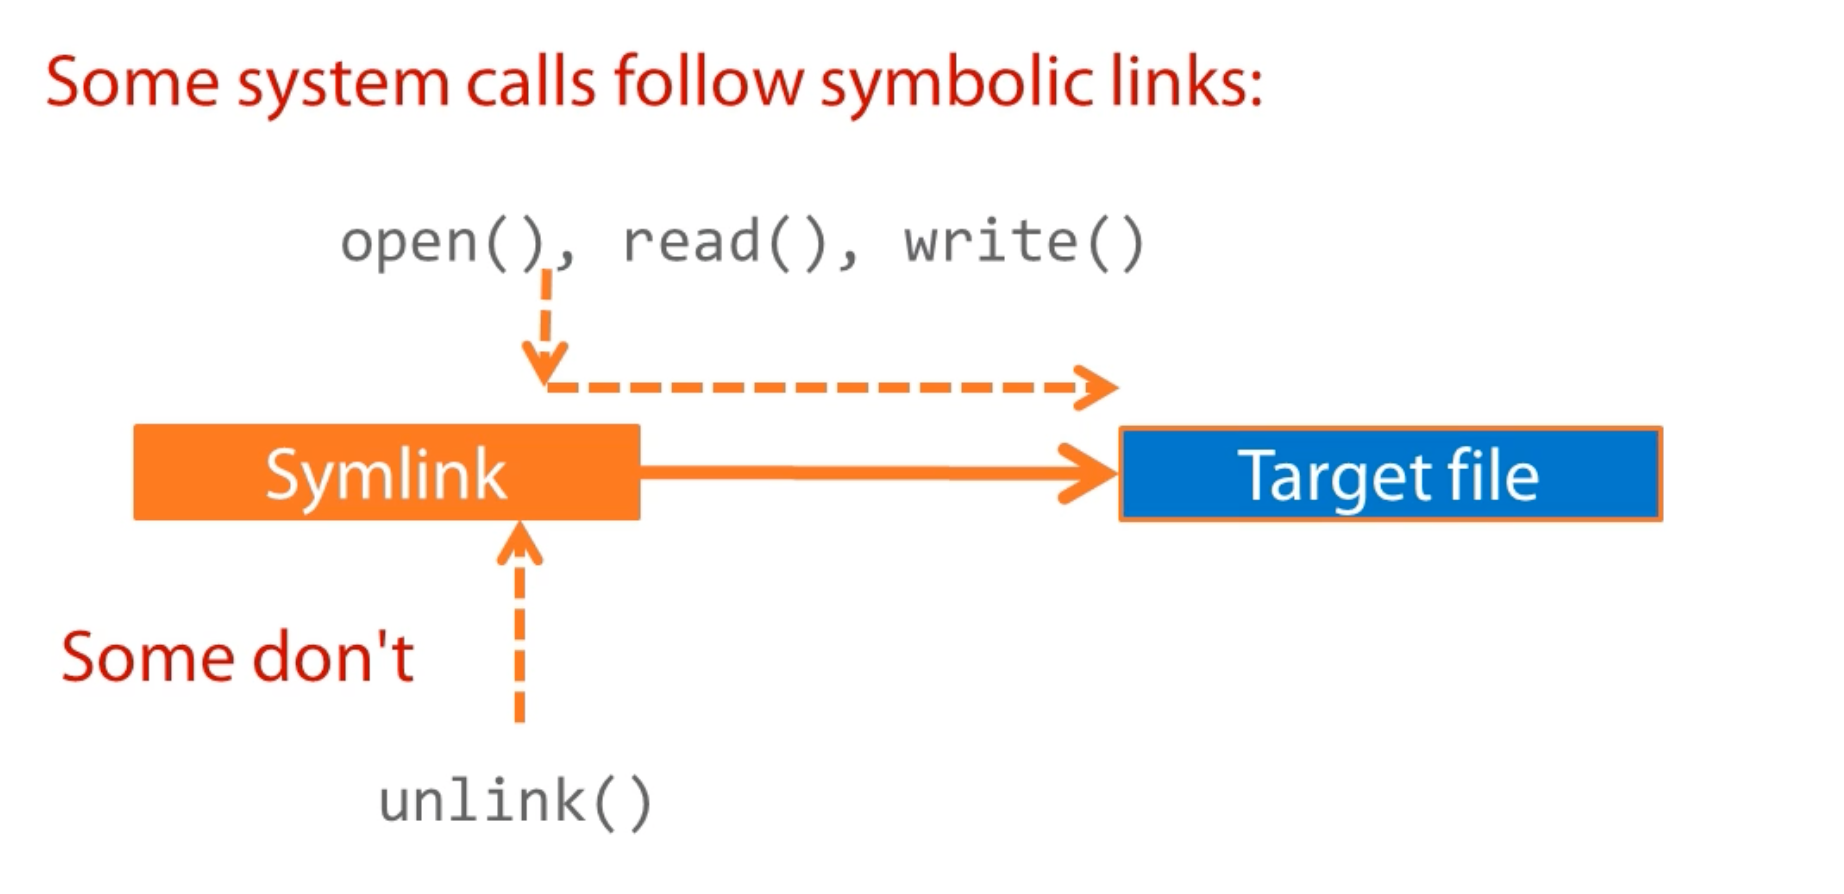 Some system calls follow symbolic links:
open(), read(), write()
Symlink
Target file
Some don't
unlink()